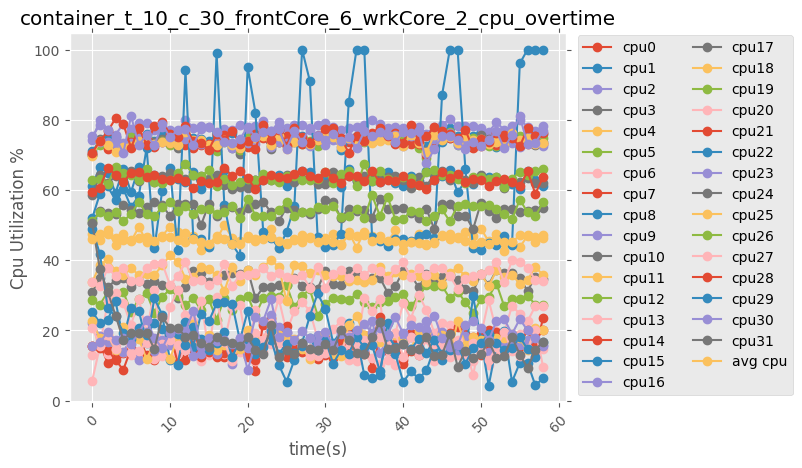 container_t_10_c_30_frontCore_6_wrkCore_2_cpu_overtime
Cpu Utilization %
100
80
60
40
20
0
0
10
20
30
40
50
60
time(s)
cpu0
cpu1
cpu2
cpu3
cpu4
cpu5
cpu6
cpu7
cpu8
cpu9
cpu10
cpu11
cpu12
cpu13
cpu14
cpu15
cpu16
cpu17
cpu18
cpu19
cpu20
cpu21
cpu22
cpu23
cpu24
cpu25
cpu26
cpu27
cpu28
cpu29
cpu30
cpu31
avg cpu